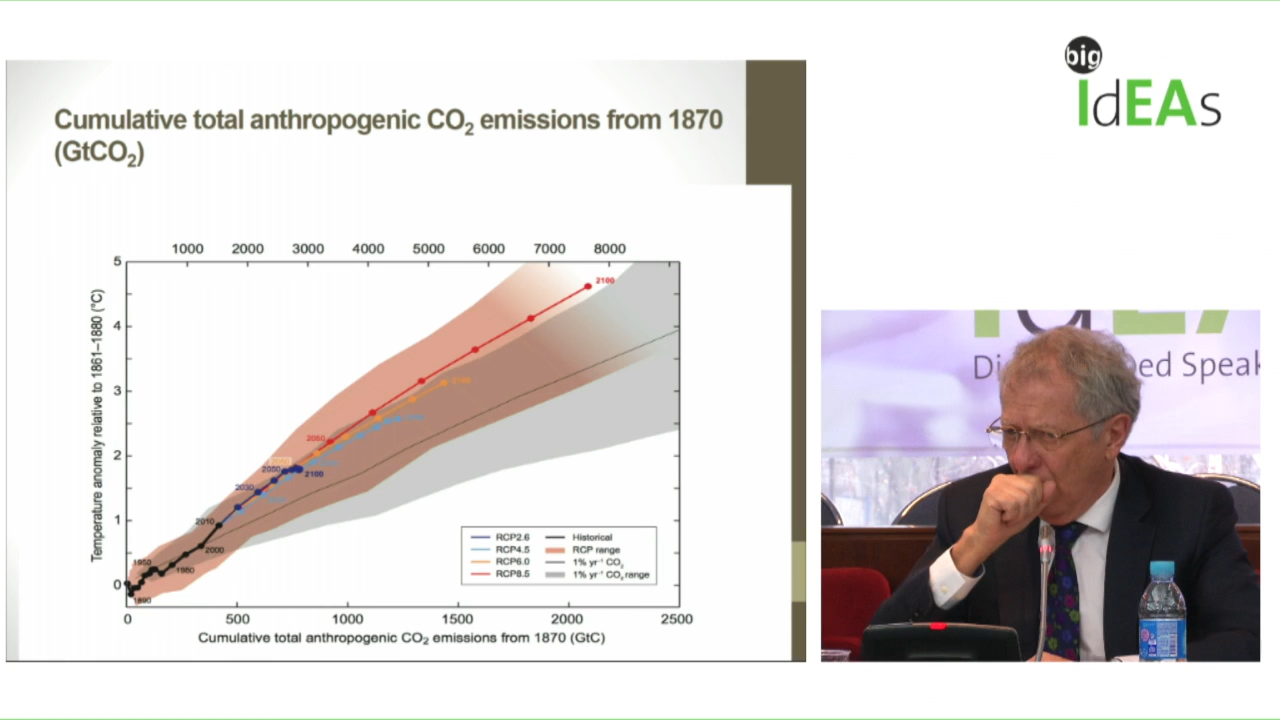 big
IdEAs
Cumulative total anthropogenic CO₂ emissions from 1870
(GtCO₂)
1000 2000 3000 4000 5000 6000 7000 8000
5
4
3
2
1
0
Temperature anomaly relative to 1861–1880 (°C)
2100
2050
2050
2100
2030
2010
2000
1950
1980
1890
RCP2.6
RCP4.5
RCP6.0
RCP8.5
Historical
RCP range
1% yr⁻¹ CO₂
1% yr⁻¹ CO₂ range
0 500 1000 1500 2000 2500
Cumulative total anthropogenic CO₂ emissions from 1870 (GtC)
ed Speak